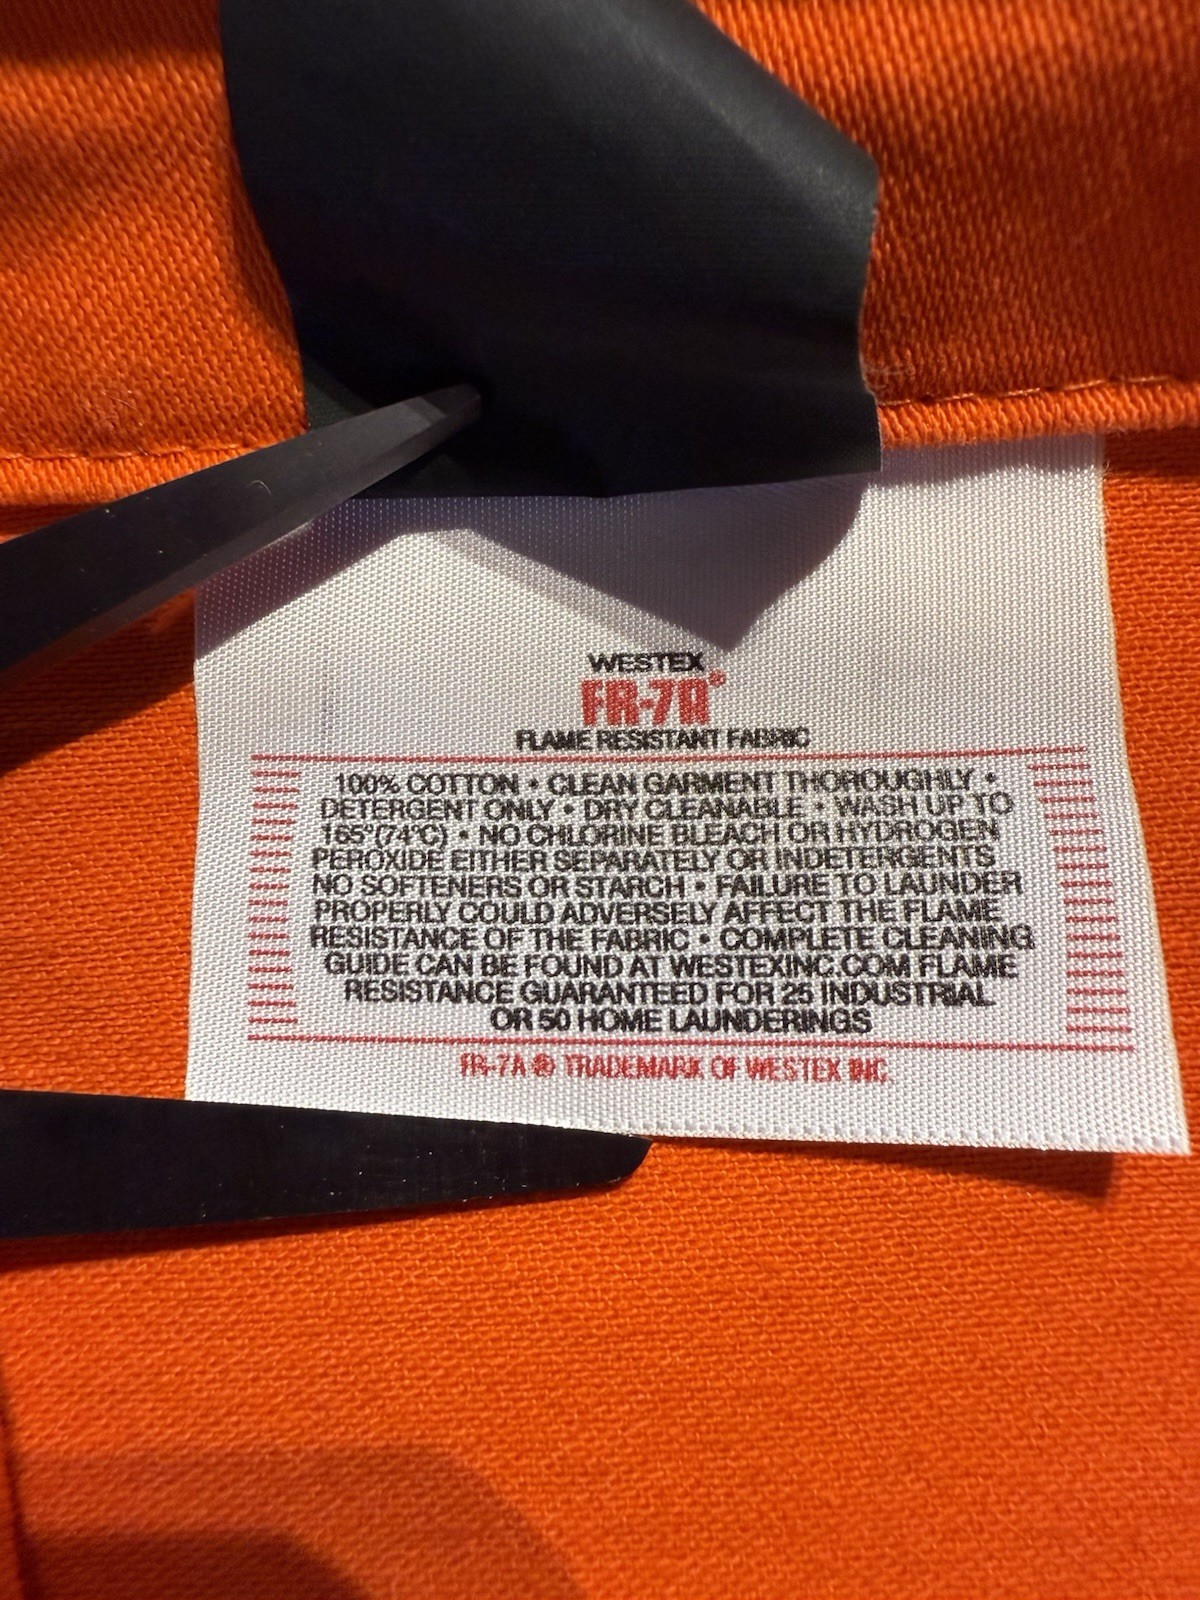 WESTEX
FR-7A®
FLAME RESISTANT FABRIC
100% COTTON • CLEAN GARMENT THOROUGHLY •
DETERGENT ONLY • DRY CLEANABLE • WASH UP TO
165°(74°C) • NO CHLORINE BLEACH OR HYDROGEN
PEROXIDE EITHER SEPARATELY OR INDETERGENTS
NO SOFTENERS OR STARCH • FAILURE TO LAUNDER
PROPERLY COULD ADVERSELY AFFECT THE FLAME
RESISTANCE OF THE FABRIC • COMPLETE CLEANING
GUIDE CAN BE FOUND AT WESTEXINC.COM FLAME
RESISTANCE GUARANTEED FOR 25 INDUSTRIAL
OR 50 HOME LAUNDERINGS
FR-7A ® TRADEMARK OF WESTEX INC.